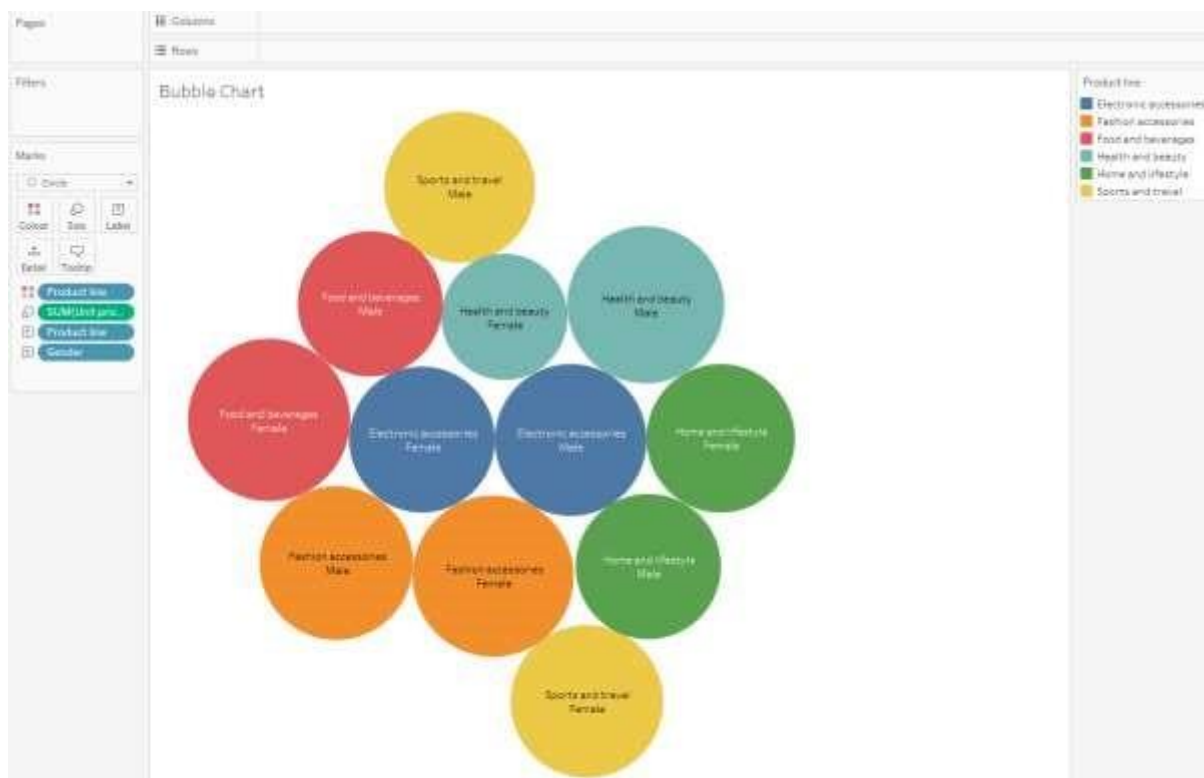 Pages
Columns
Rows
Filters
Bubble Chart
Marks
Circle
Colour
Size
Label
Detail
Tooltip
Product line
SUM(Unit pric..
Product line
Gender
Sports and travel
Male
Food and beverages
Male
Health and beauty
Female
Health and beauty
Male
Food and beverages
Female
Electronic accessories
Female
Electronic accessories
Male
Home and lifestyle
Female
Fashion accessories
Male
Fashion accessories
Female
Home and lifestyle
Male
Sports and travel
Female
Product line
Electronic accessories
Fashion accessories
Food and beverages
Health and beauty
Home and lifestyle
Sports and travel